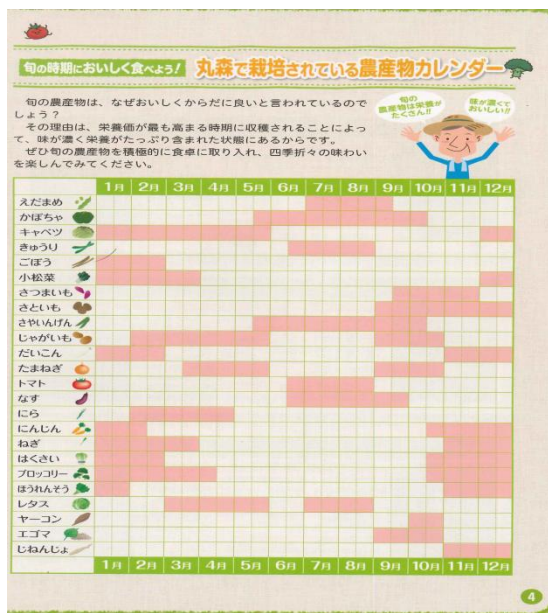 旬の時期においしく食べよう！ 丸森で栽培されている農産物カレンダー
旬の農産物は、なぜおいしくからだに良いと言われているので
しょう？
その理由は、栄養価が最も高まる時期に収穫されることによっ
て、味が濃く栄養がたっぷり含まれた状態にあるからです。
ぜひ旬の農産物を積極的に食卓に取り入れ、四季折々の味わい
を楽しんでみてください。
旬の
農産物は栄養が
たくさん!!
味が濃くて
おいしい!!
1月 2月 3月 4月 5月 6月 7月 8月 9月 10月 11月 12月
えだまめ
かぼちゃ
キャベツ
きゅうり
ごぼう
小松菜
さつまいも
さといも
さやいんげん
じゃがいも
だいこん
たまねぎ
トマト
なす
にら
にんじん
ねぎ
はくさい
ブロッコリー
ほうれんそう
レタス
ヤーコン
エゴマ
じねんじょ
1月 2月 3月 4月 5月 6月 7月 8月 9月 10月 11月 12月
4